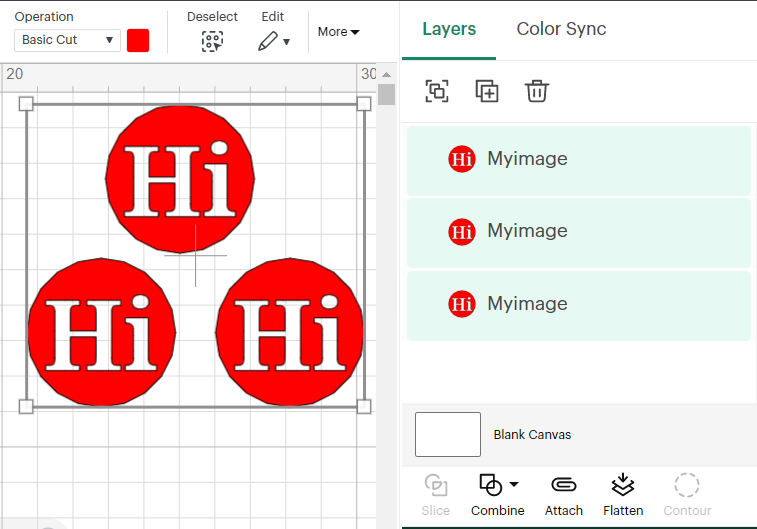 Operation
Deselect
Edit
Basic Cut
More
Layers
Color Sync
20
30
Hi
Hi
Hi
Hi Myimage
Hi Myimage
Hi Myimage
Blank Canvas
Slice
Combine
Attach
Flatten
Contour